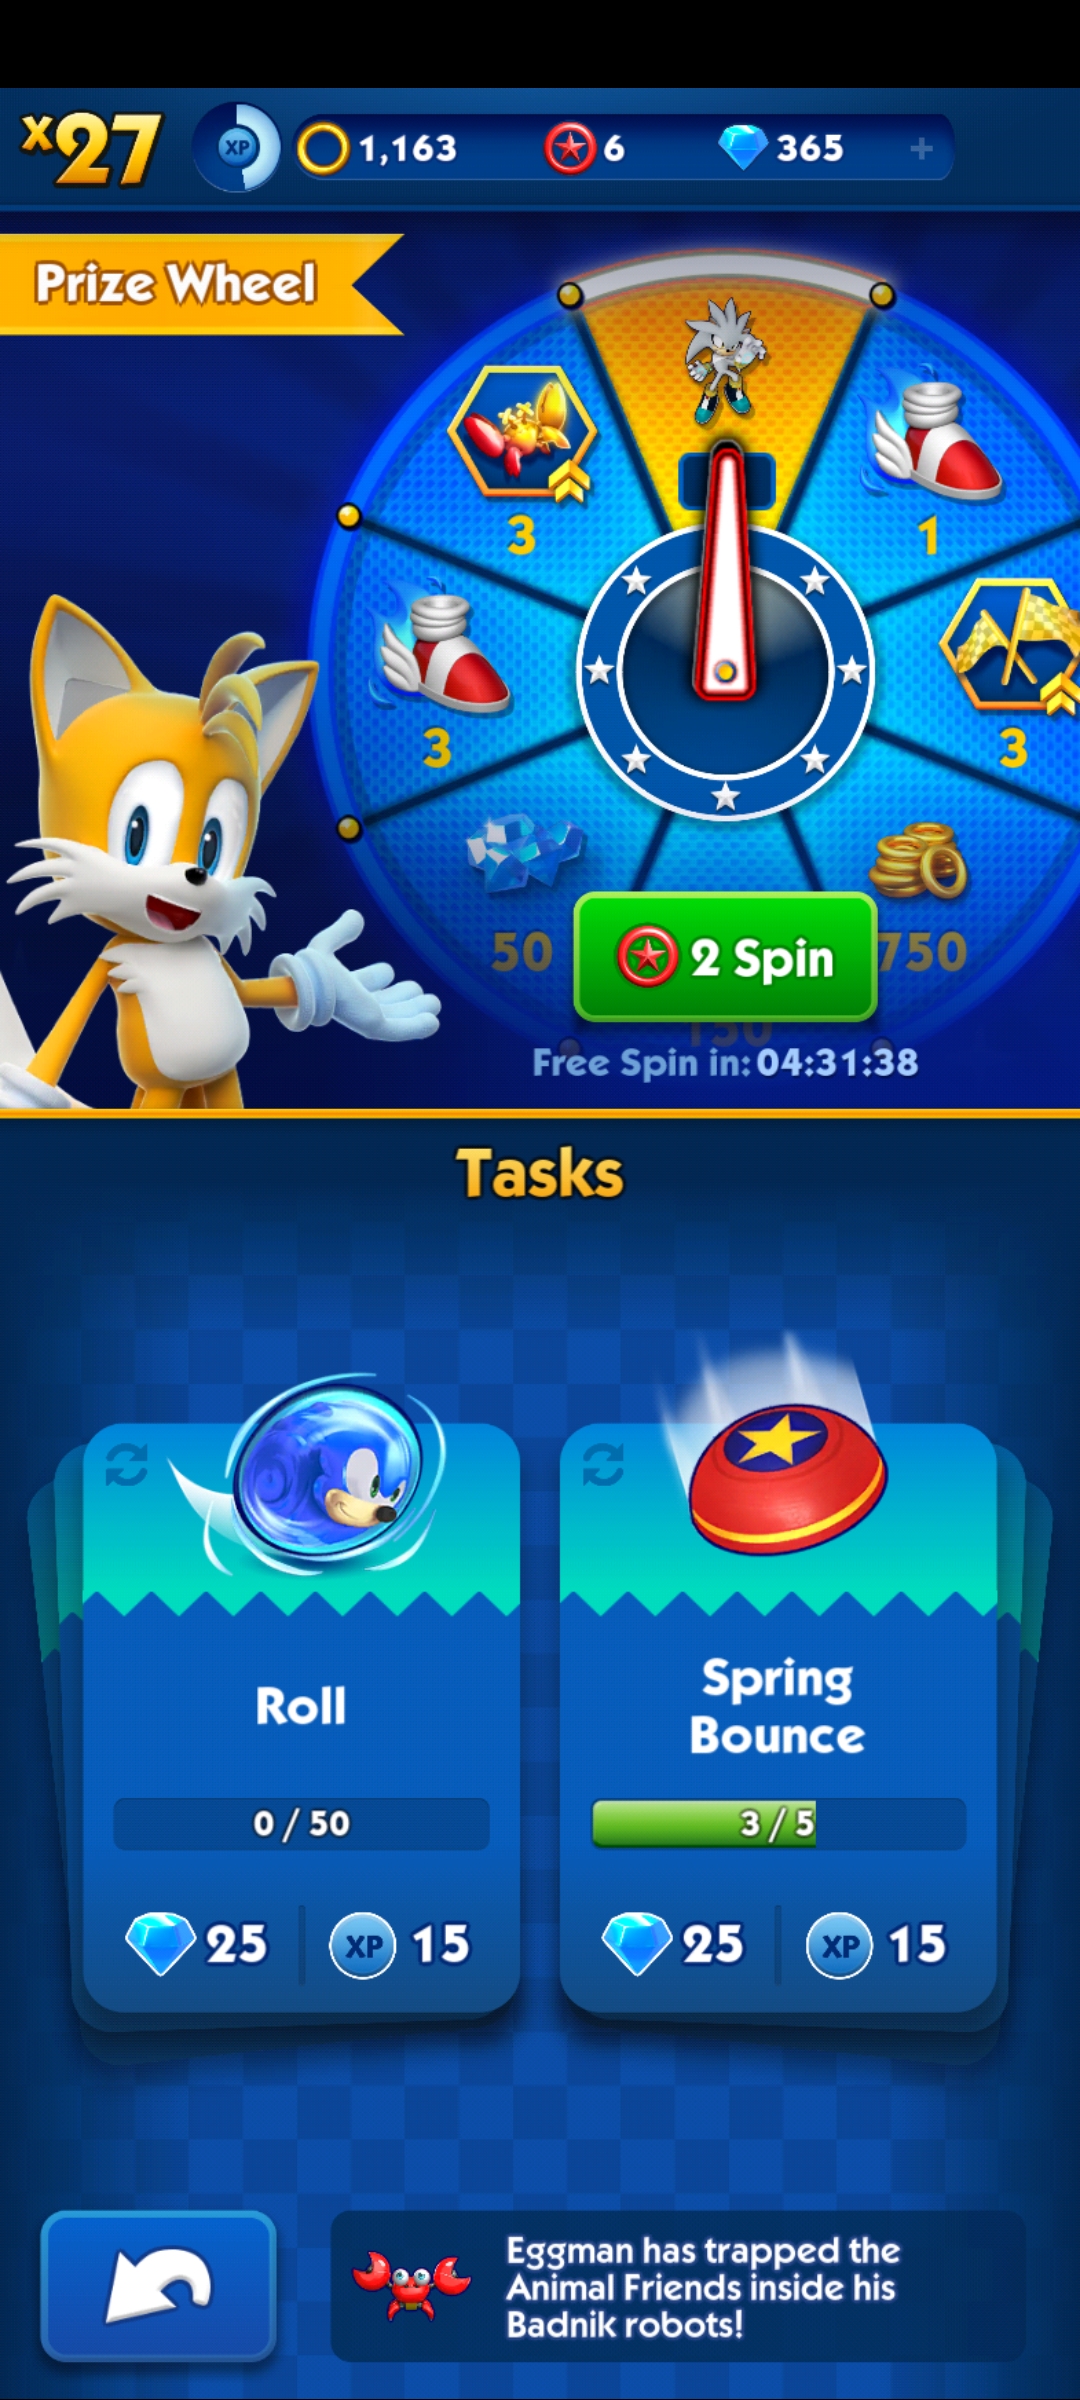 x27
XP
1,163
6
365
+
Prize Wheel
3
1
3
3
50
2 Spin
750
150
Free Spin in: 04:31:38
Tasks
Roll
Spring
Bounce
0 / 50
3 / 5
25
XP 15
25
XP 15
Eggman has trapped the
Animal Friends inside his
Badnik robots!